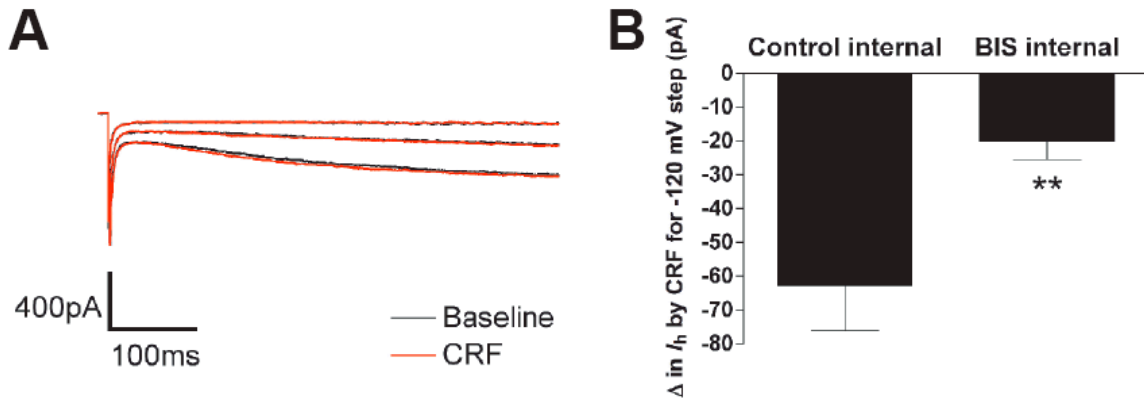 A
400pA
100ms
Baseline
CRF
B
Control internal
BIS internal
Δ in Ih by CRF for -120 mV step (pA)
0
-10
-20
-30
-40
-50
-60
-70
-80
**